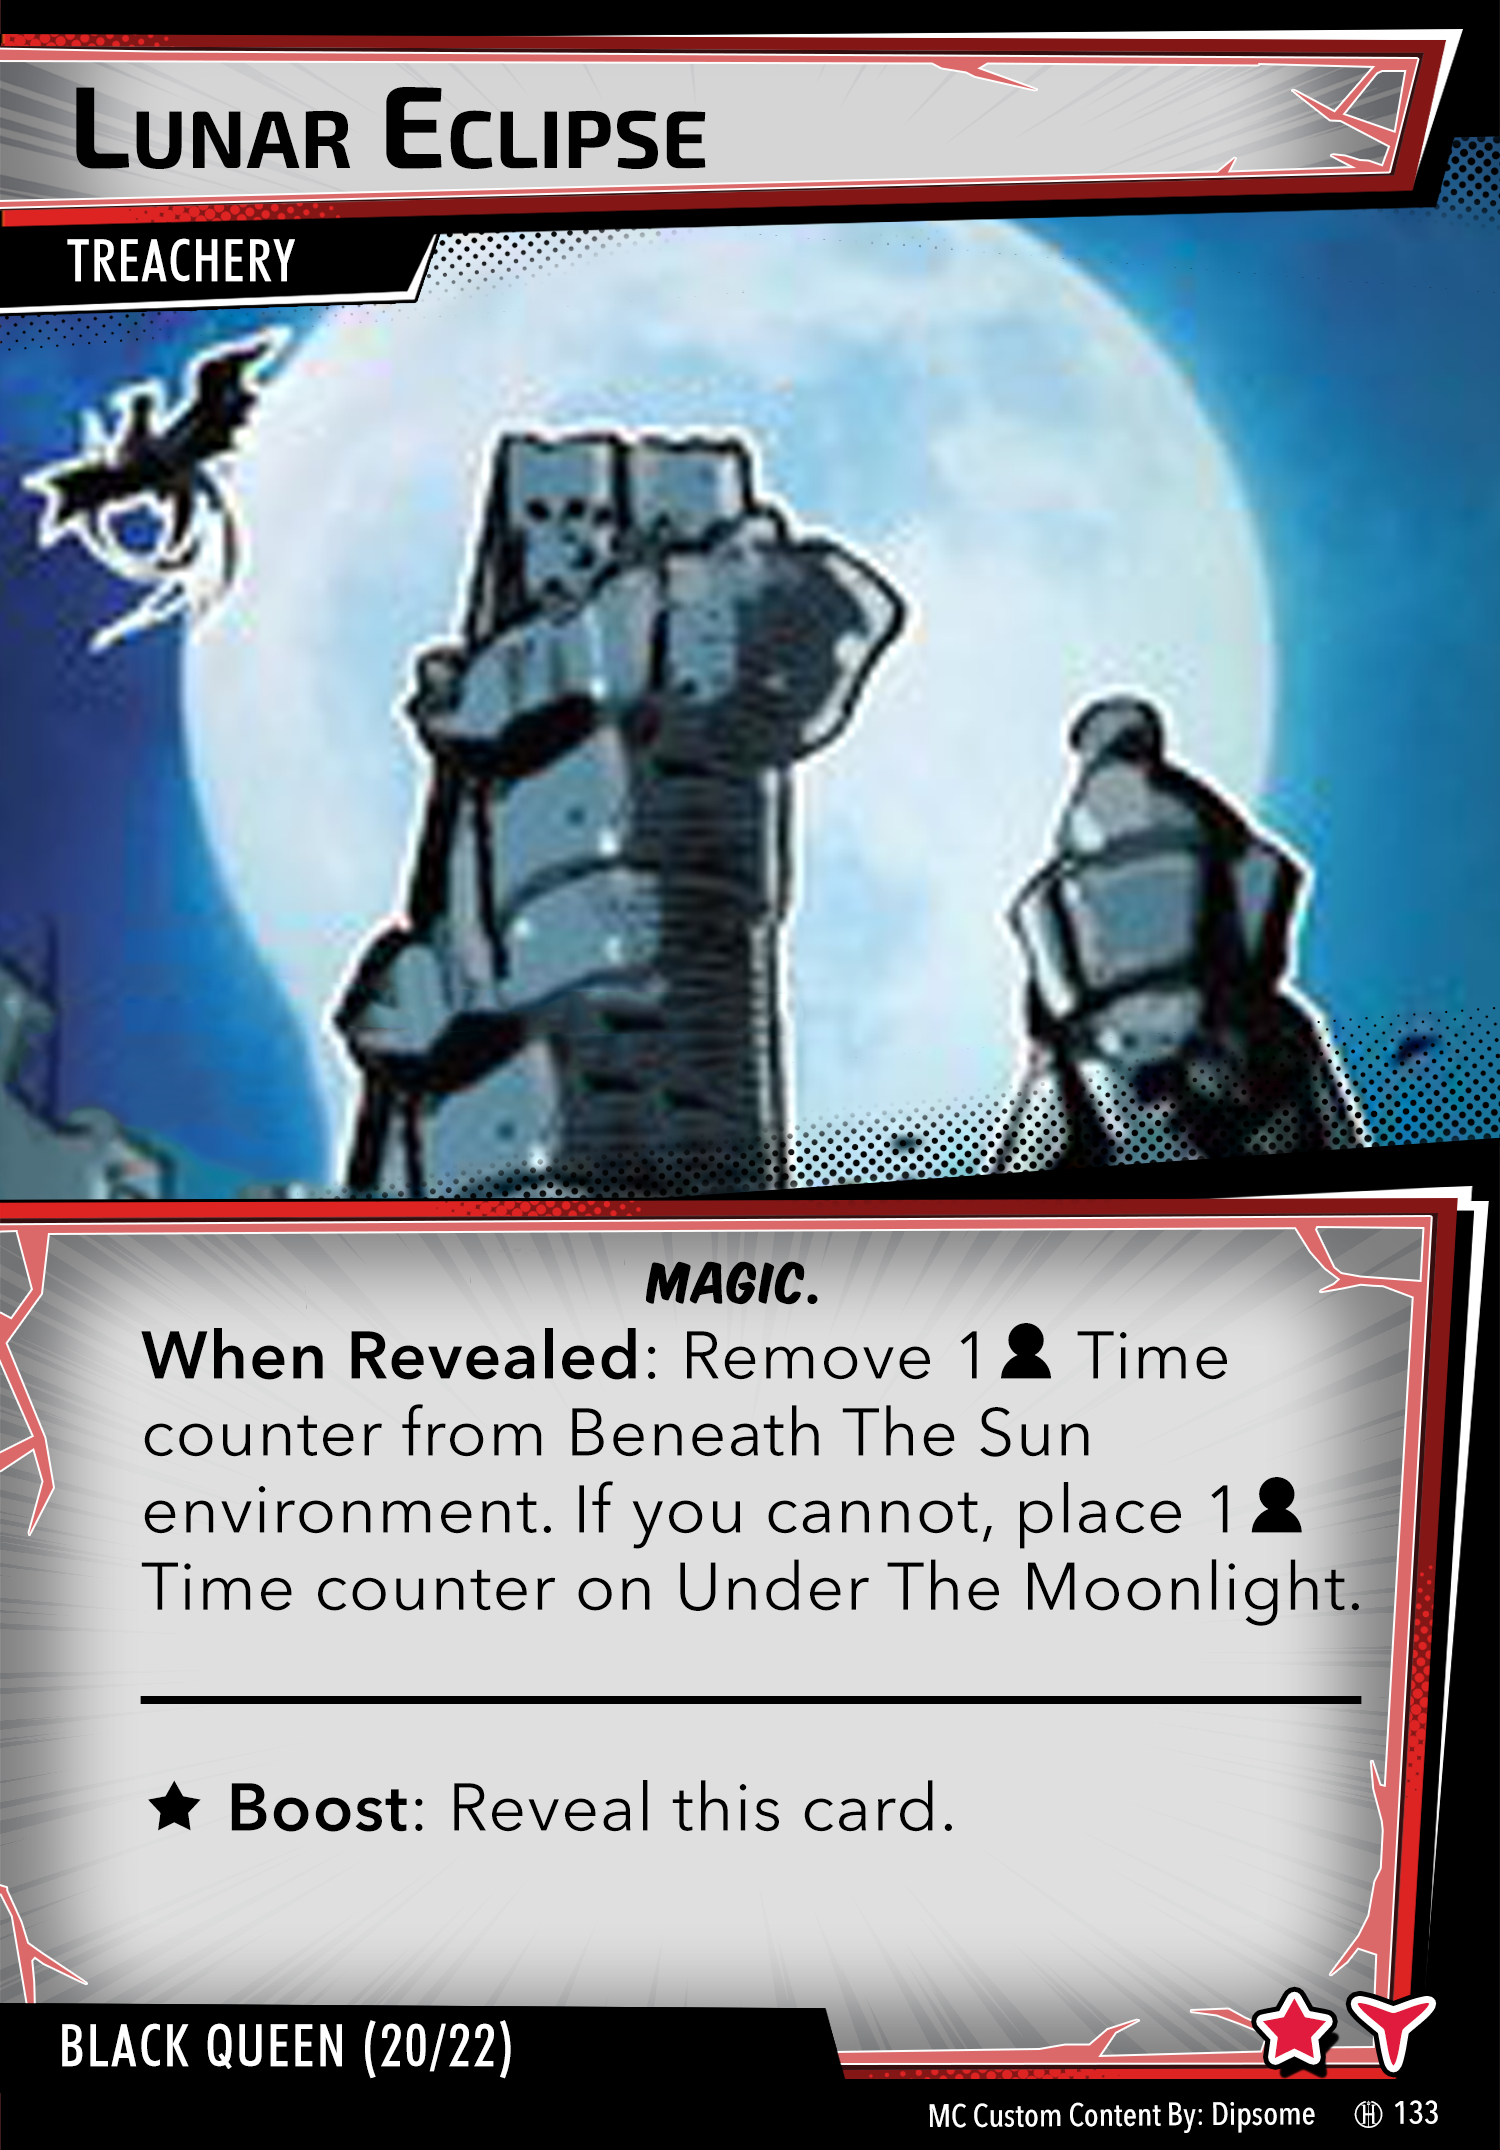 LUNAR ECLIPSE
TREACHERY
MAGIC.
When Revealed: Remove 1 Time
counter from Beneath The Sun
environment. If you cannot, place 1
Time counter on Under The Moonlight.
Boost: Reveal this card.
BLACK QUEEN (20/22)
MC Custom Content By: Dipsome 133